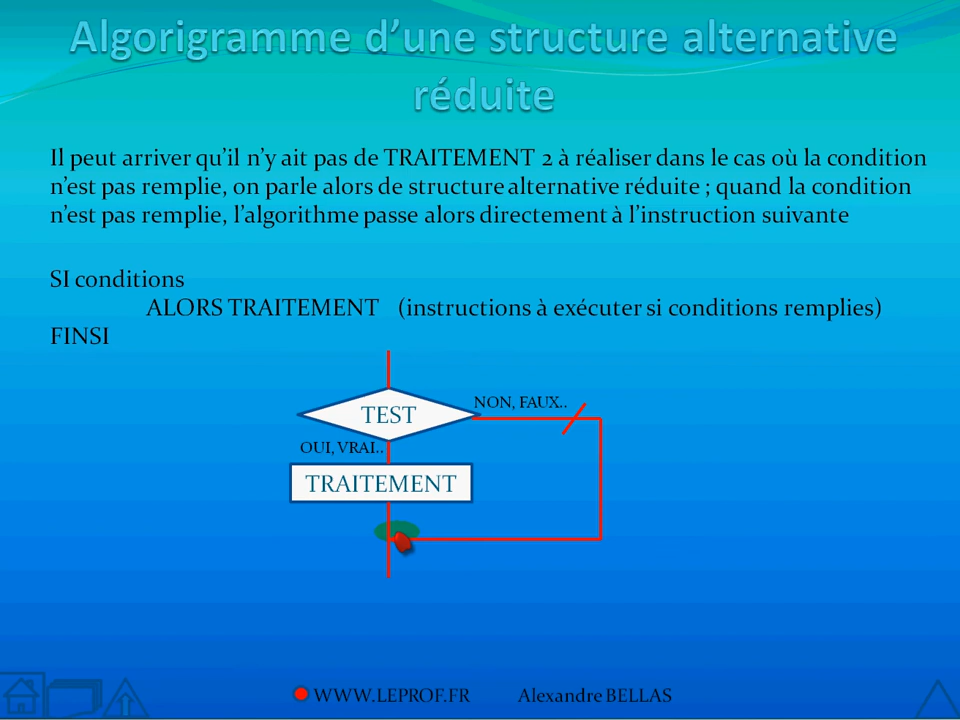 Algorigramme d’une structure alternative
réduite
Il peut arriver qu’il n’y ait pas de TRAITEMENT 2 à réaliser dans le cas où la condition
n’est pas remplie, on parle alors de structure alternative réduite ; quand la condition
n’est pas remplie, l’algorithme passe alors directement à l’instruction suivante
SI conditions
ALORS TRAITEMENT (instructions à exécuter si conditions remplies)
FINSI
NON, FAUX..
TEST
OUI, VRAI..
TRAITEMENT
WWW.LEPROF.FR Alexandre BELLAS